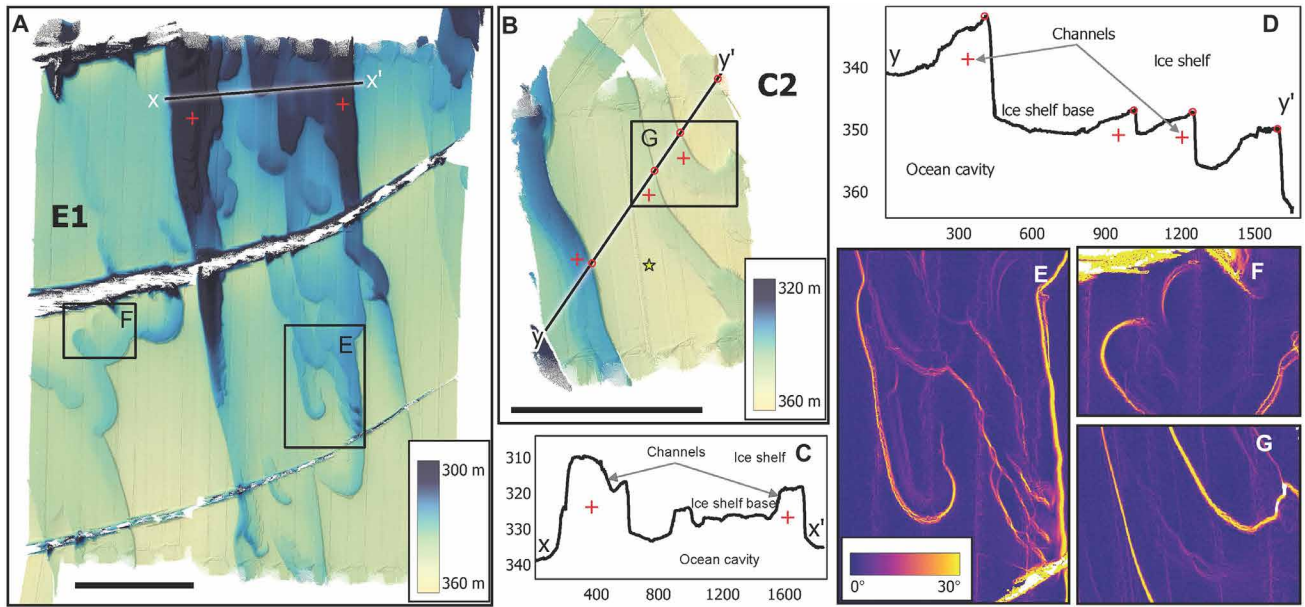 A
x
x'
E1
F
E
300 m
360 m
B
y'
C2
G
y
320 m
360 m
C
310
320
330
340
Channels
Ice shelf
Ice shelf base
x
x'
Ocean cavity
400 800 1200 1600
D
340
350
360
y
Channels
Ice shelf
Ice shelf base
y'
Ocean cavity
300 600 900 1200 1500
E
0° 30°
F
G